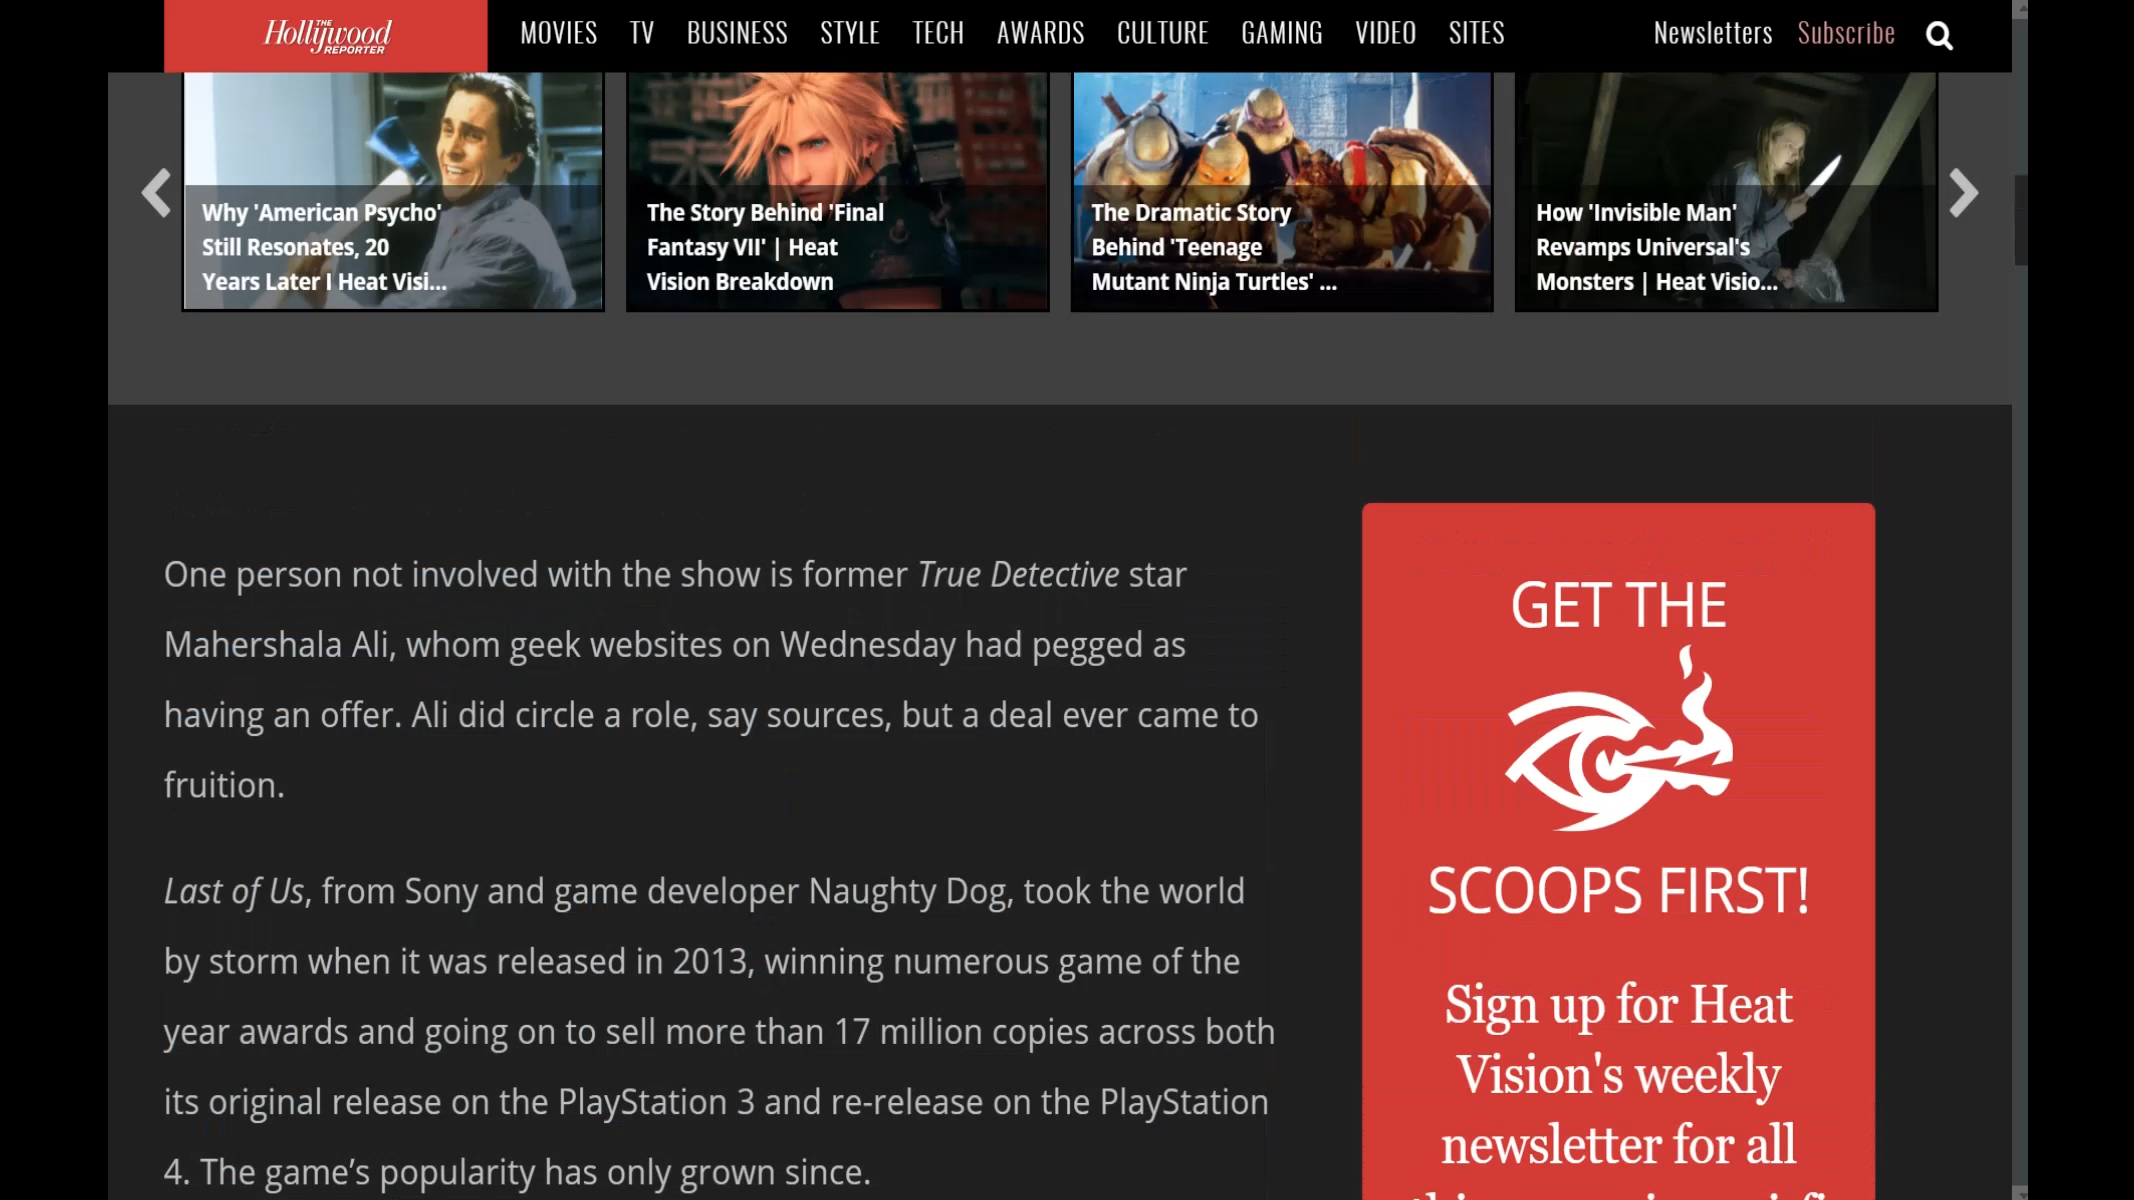 THE
Hollywood
REPORTER
MOVIES TV BUSINESS STYLE TECH AWARDS CULTURE GAMING VIDEO SITES
Newsletters Subscribe
Why 'American Psycho'
Still Resonates, 20
Years Later I Heat Visi...
The Story Behind 'Final
Fantasy VII' | Heat
Vision Breakdown
The Dramatic Story
Behind 'Teenage
Mutant Ninja Turtles' ...
How 'Invisible Man'
Revamps Universal's
Monsters | Heat Visio...
One person not involved with the show is former True Detective star
Mahershala Ali, whom geek websites on Wednesday had pegged as
having an offer. Ali did circle a role, say sources, but a deal ever came to
fruition.
Last of Us, from Sony and game developer Naughty Dog, took the world
by storm when it was released in 2013, winning numerous game of the
year awards and going on to sell more than 17 million copies across both
its original release on the PlayStation 3 and re-release on the PlayStation
4. The game’s popularity has only grown since.
GET THE
SCOOPS FIRST!
Sign up for Heat
Vision's weekly
newsletter for all